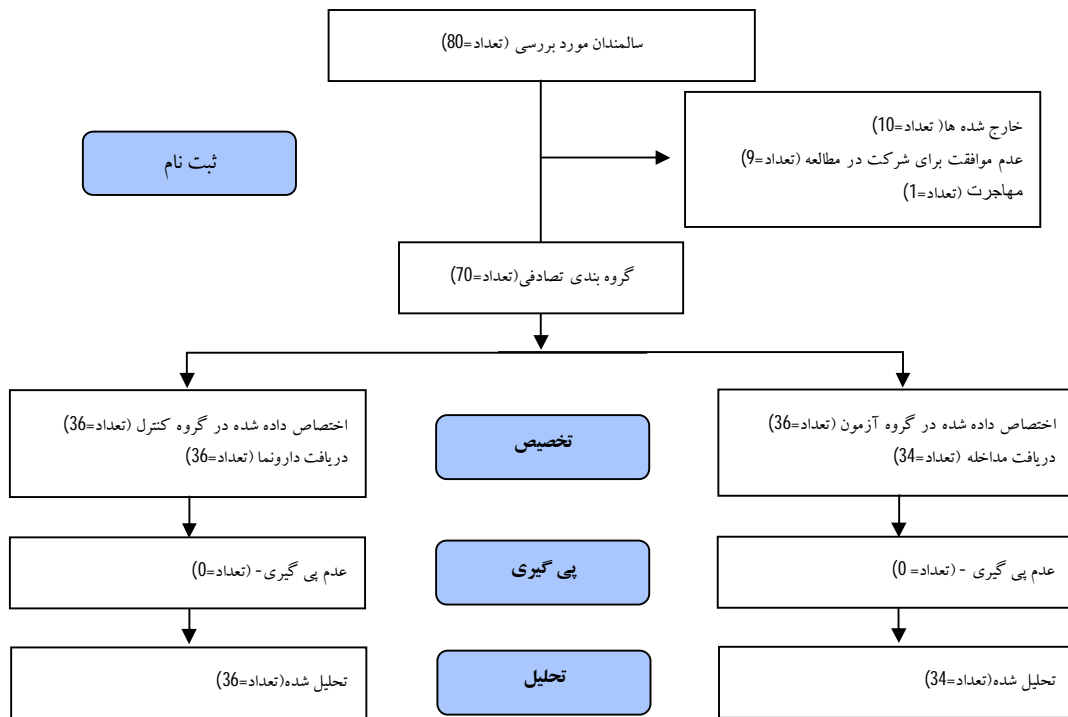 سالمندان مورد بررسی (تعداد=80)
خارج شده ها( تعداد=10)
عدم موافقت برای شرکت در مطالعه (تعداد=9)
مهاجرت (تعداد=1)
ثبت نام
گروه بندی تصادفی(تعداد=70)
اختصاص داده شده در گروه آزمون (تعداد=36)
دریافت مداخله (تعداد=34)
تخصیص
اختصاص داده شده در گروه کنترل (تعداد=36)
دریافت دارونما (تعداد=36)
عدم پی گیری - (تعداد= 0)
پی گیری
عدم پی گیری- (تعداد=0)
تحلیل شده(تعداد=34)
تحلیل
تحلیل شده(تعداد=36)